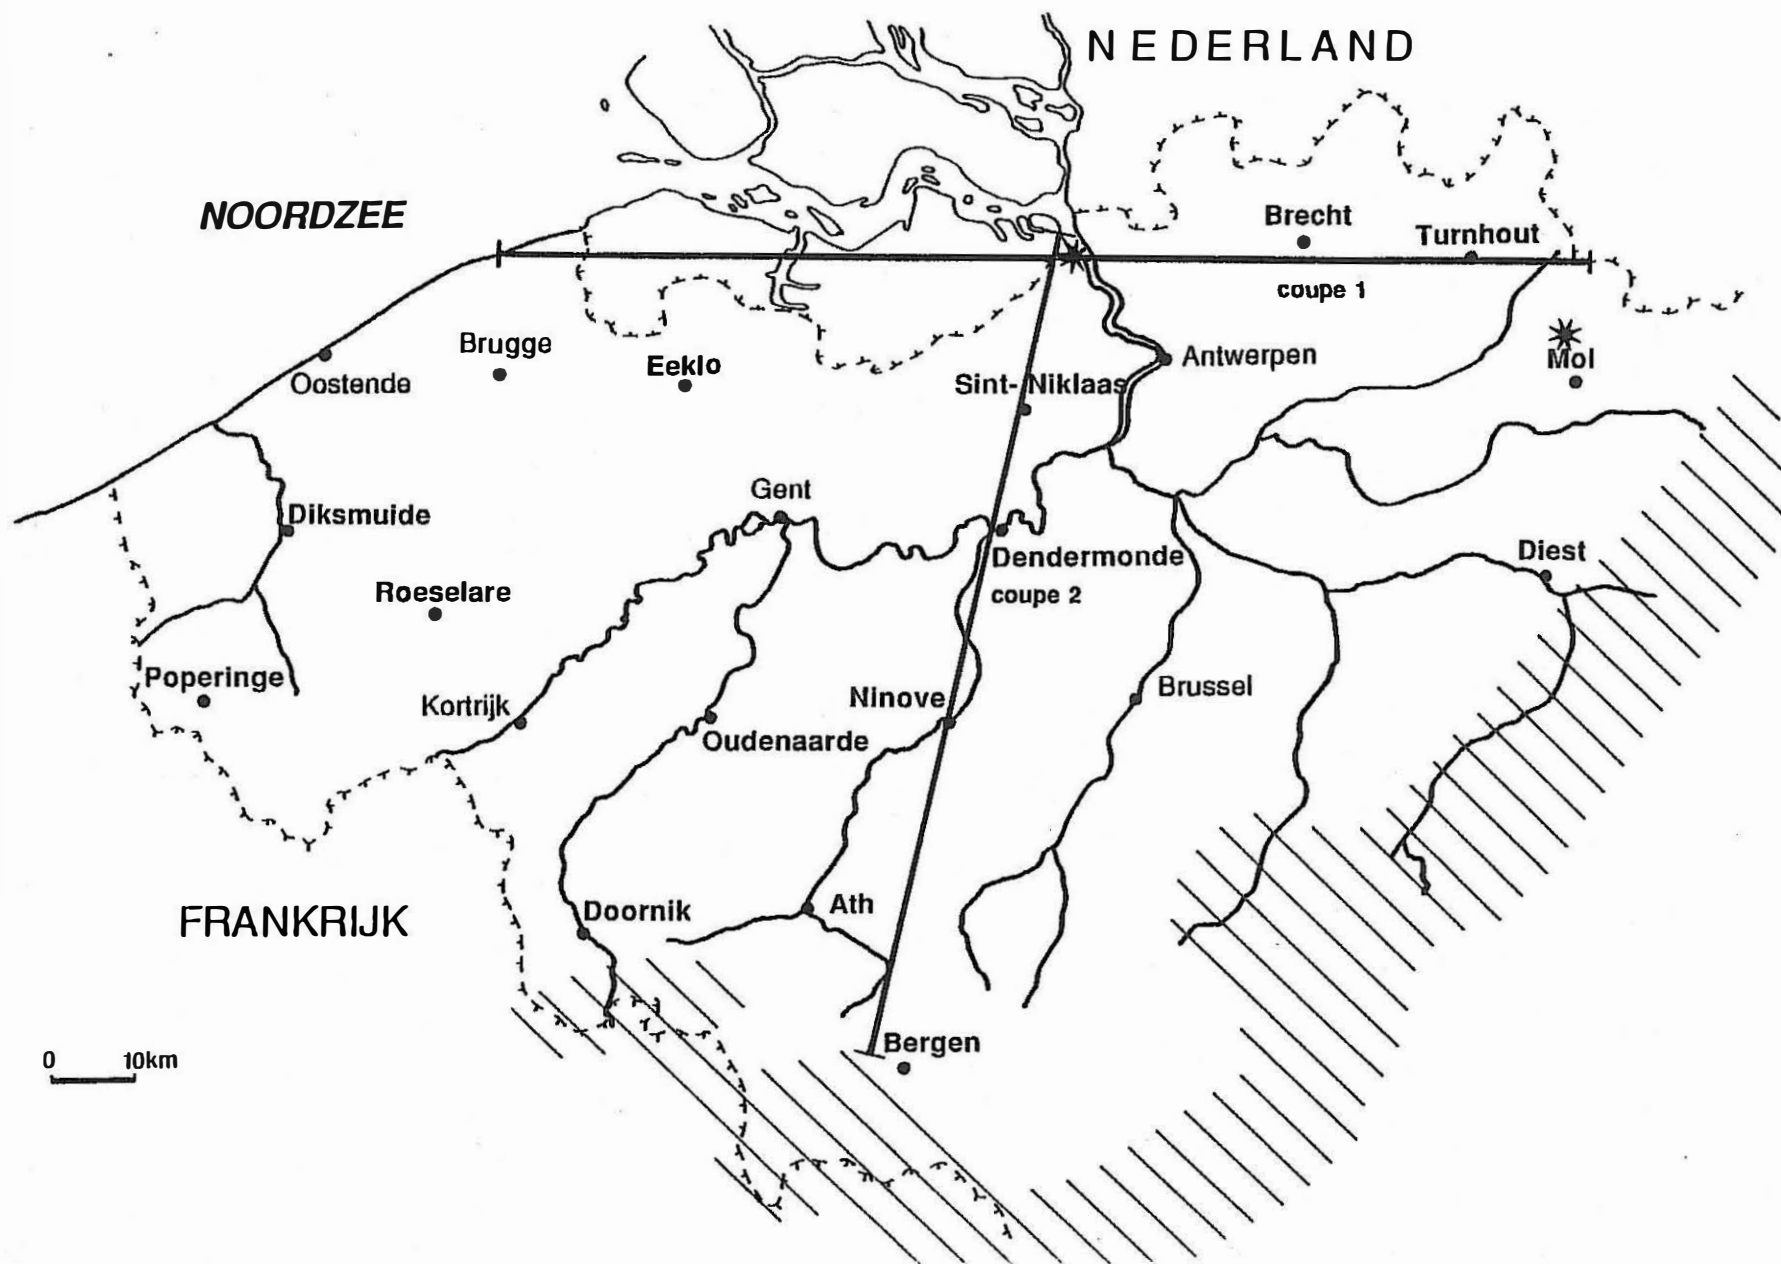 NEDERLAND
NOORDZEE
Brecht
Turnhout
coupe 1
Brugge
Eeklo
Antwerpen
Mol
Oostende
Sint-Niklaas
Gent
Diksmuide
Dendermonde
Diest
Roeselare
coupe 2
Poperinge
Kortrijk
Ninove
Brussel
Oudenaarde
FRANKRIJK
Doornik
Ath
Bergen
0 10km